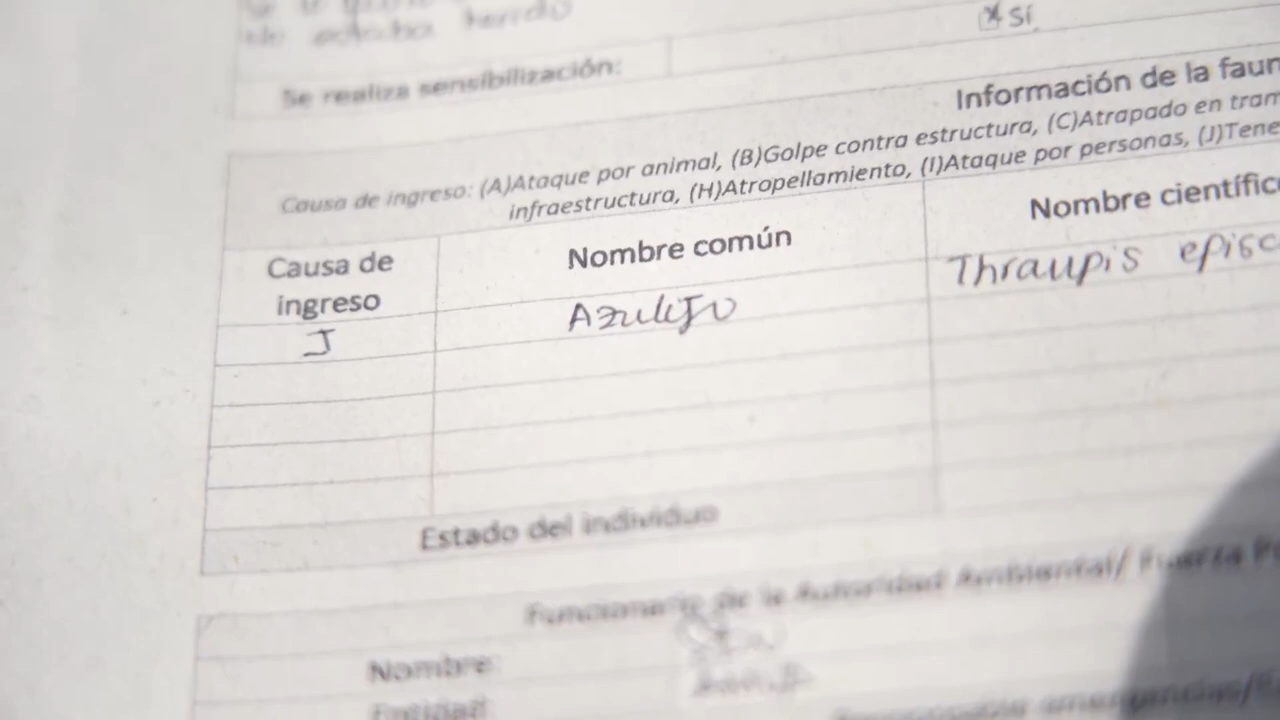 herido
Sí
Se realiza sensibilización:
Información de la faun
Causa de ingreso: (A)Ataque por animal, (B)Golpe contra estructura, (C)Atrapado en tram
infraestructura, (H)Atropellamiento, (I)Ataque por personas, (J)Tene
Causa de ingreso
Nombre común
Nombre científic
J
Azulejo
Thraupis episc
Estado del individuo
Funcionario de la Autoridad Ambiental/ Fuerza P
Nombre:
Entidad: